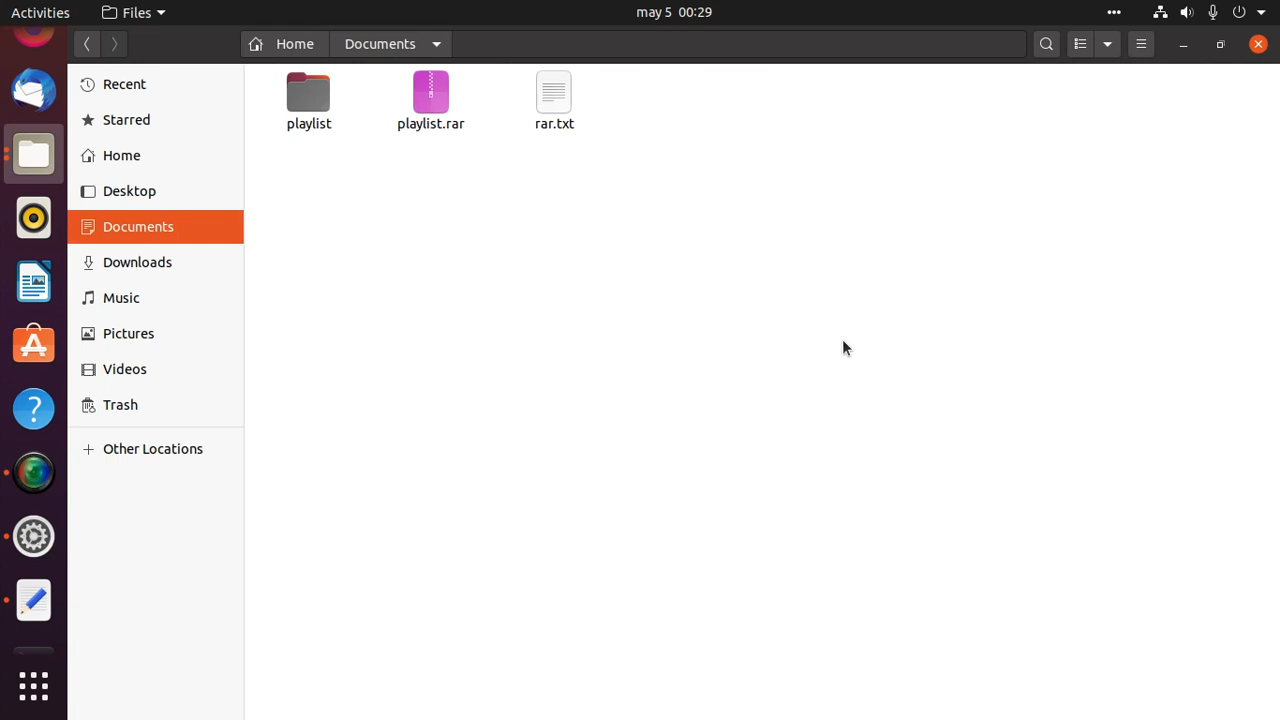 Activities
Files
may 5 00:29
Home
Documents
Recent
Starred
Home
Desktop
Documents
Downloads
Music
Pictures
Videos
Trash
Other Locations
playlist
playlist.rar
rar.txt